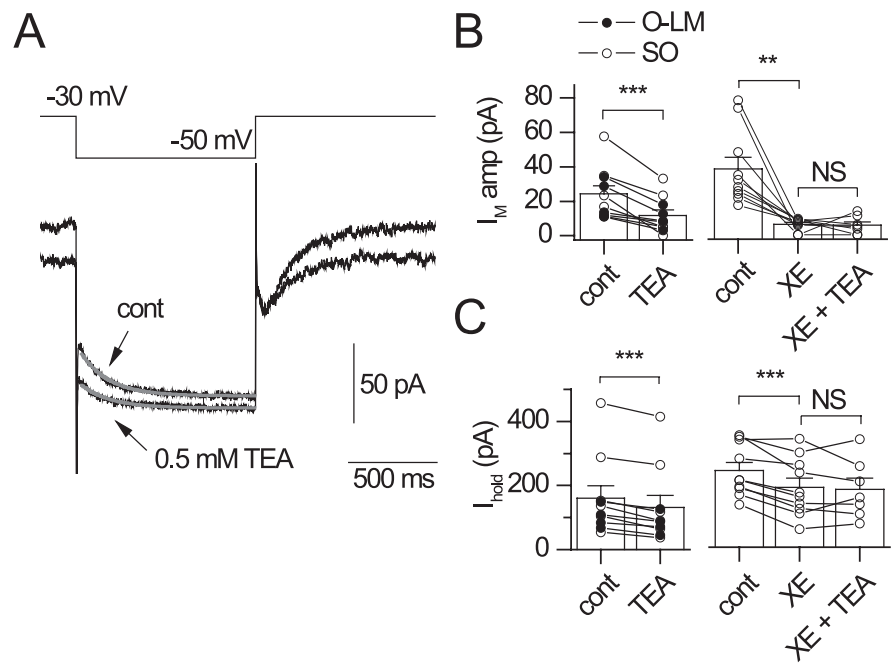 A
-30 mV
-50 mV
cont
0.5 mM TEA
50 pA
500 ms
B
O-LM
SO
I_M amp (pA)
80
60
40
20
0
***
cont
TEA
**
NS
cont
XE
XE + TEA
C
I_hold (pA)
400
200
0
***
cont
TEA
***
NS
cont
XE
XE + TEA